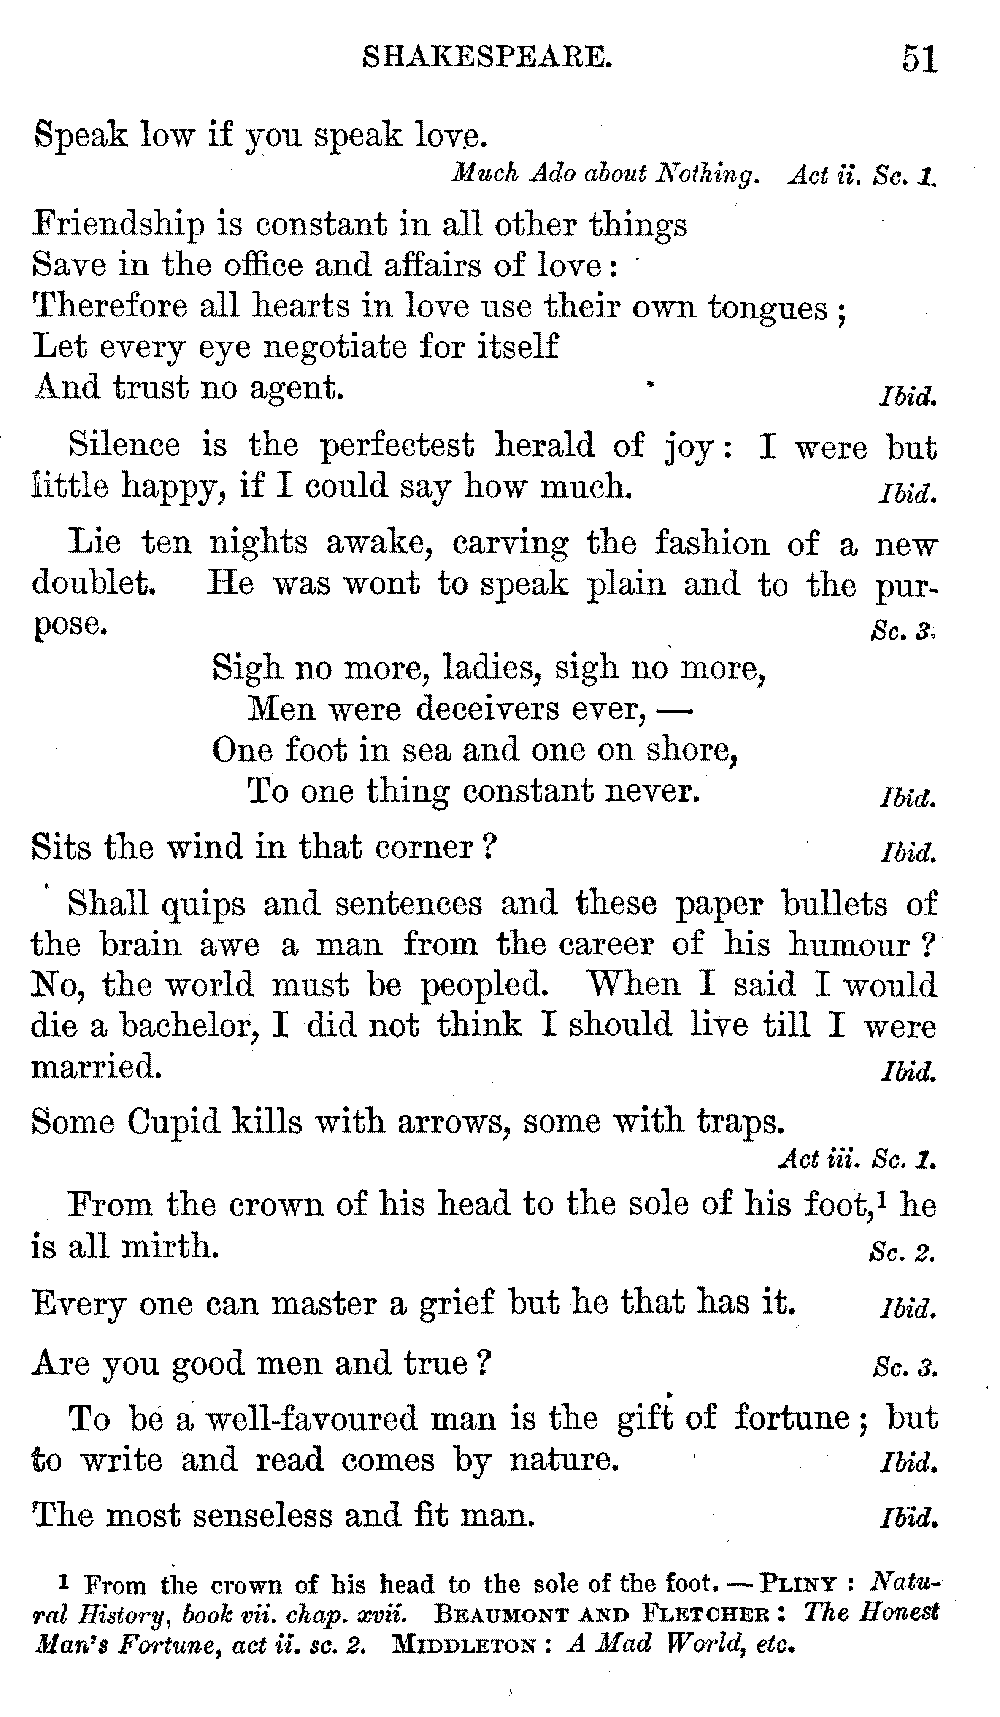 SHAKESPEARE. 51
Speak low if you speak love.
Much Ado about Nothing. Act ii. Sc. 1.
Friendship is constant in all other things
Save in the office and affairs of love:
Therefore all hearts in love use their own tongues;
Let every eye negotiate for itself
And trust no agent. Ibid.
Silence is the perfectest herald of joy: I were but
little happy, if I could say how much. Ibid.
Lie ten nights awake, carving the fashion of a new
doublet. He was wont to speak plain and to the pur-
pose. Sc. 3.
Sigh no more, ladies, sigh no more,
Men were deceivers ever, —
One foot in sea and one on shore,
To one thing constant never. Ibid.
Sits the wind in that corner? Ibid.
Shall quips and sentences and these paper bullets of
the brain awe a man from the career of his humour?
No, the world must be peopled. When I said I would
die a bachelor, I did not think I should live till I were
married. Ibid.
Some Cupid kills with arrows, some with traps.
Act iii. Sc. 1.
From the crown of his head to the sole of his foot,¹ he
is all mirth. Sc. 2.
Every one can master a grief but he that has it. Ibid.
Are you good men and true? Sc. 3.
To be a well-favoured man is the gift of fortune; but
to write and read comes by nature. Ibid.
The most senseless and fit man. Ibid.
1 From the crown of his head to the sole of the foot. — PLINY: Natu-
ral History, book vii. chap. xvii. BEAUMONT AND FLETCHER: The Honest
Man's Fortune, act ii. sc. 2. MIDDLETON: A Mad World, etc.